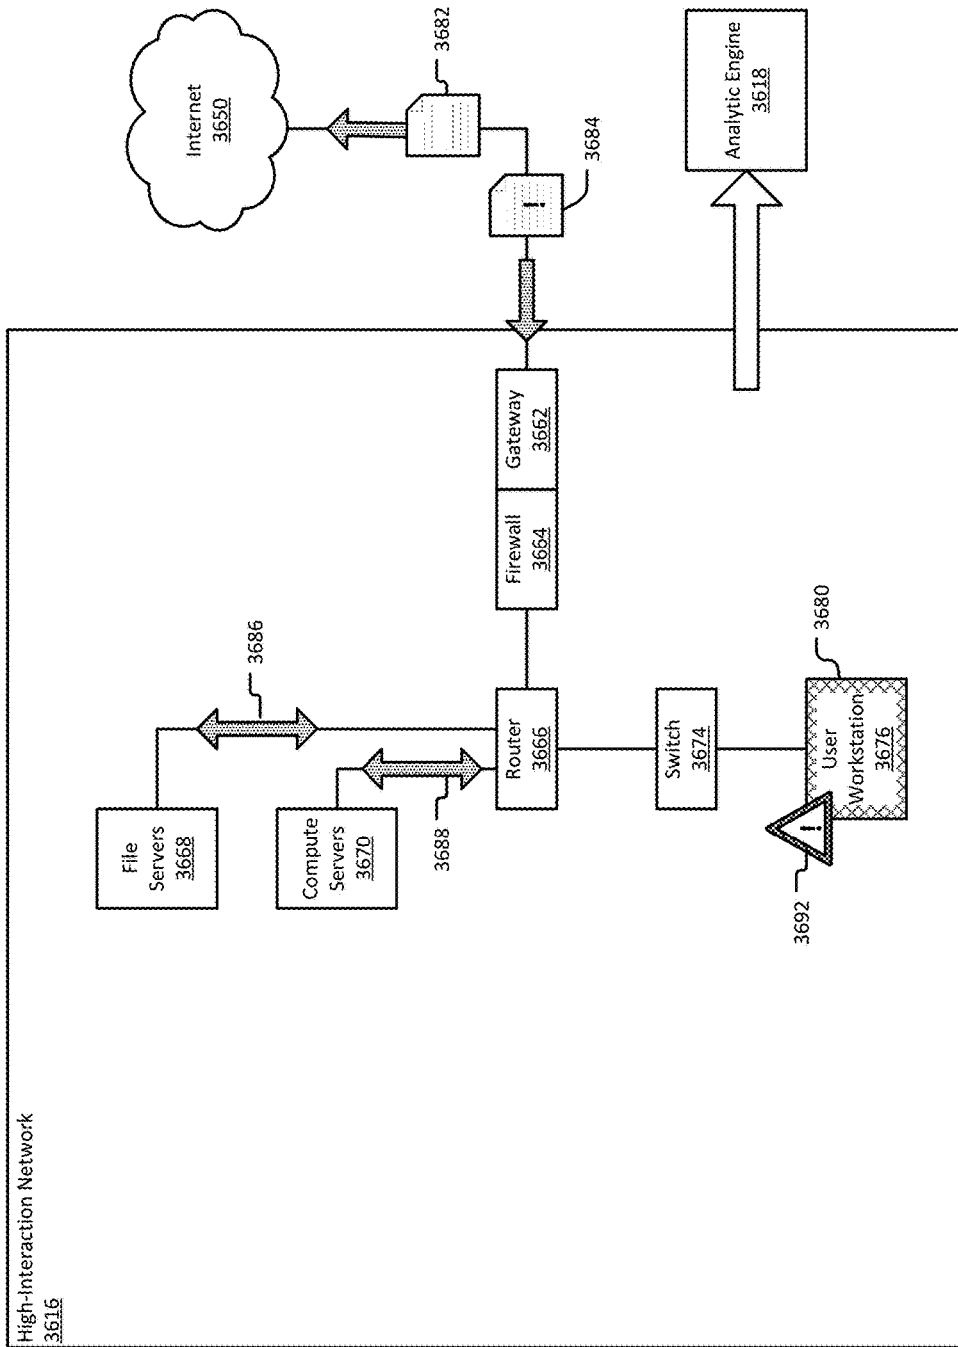 High-Interaction Network
3616
File
Servers
3668
3686
Compute
Servers
3670
3688
Router
3666
Firewall
3664
Gateway
3662
Internet
3650
3682
!
3684
Switch
3674
3692
!
User
Workstation
3676
3680
Analytic Engine
3618